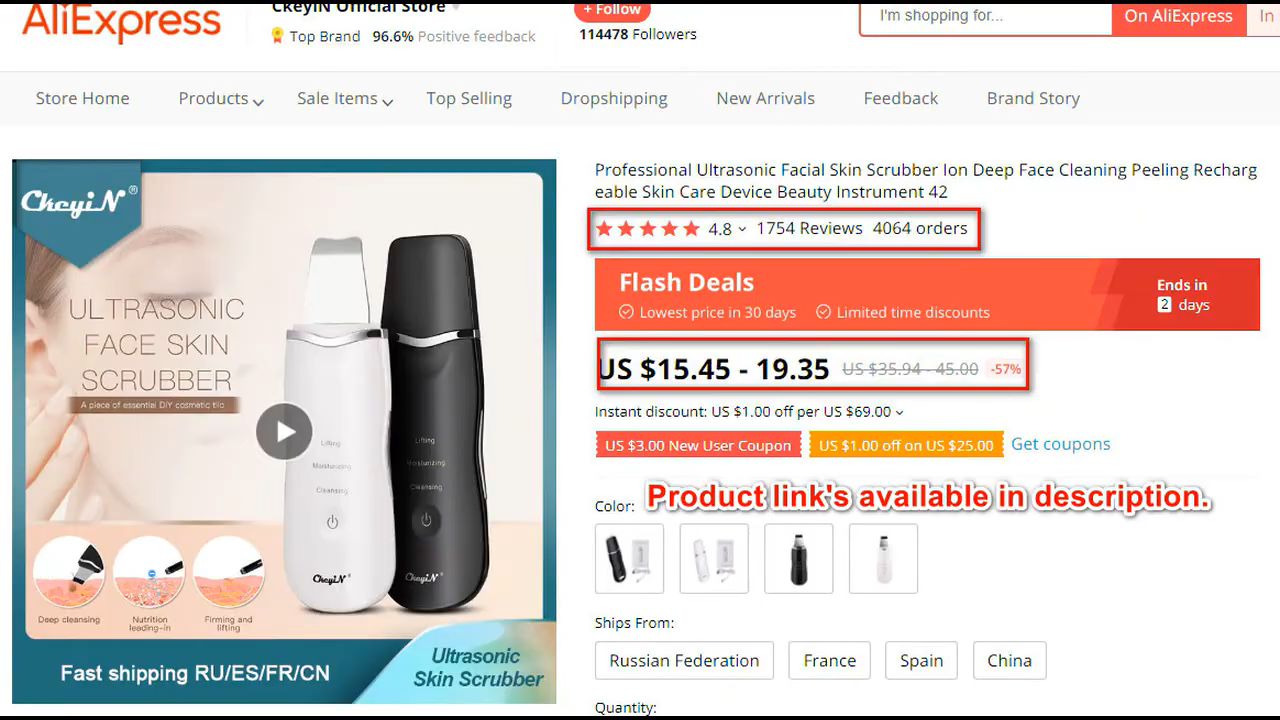 AliExpress
CkeyiN Official Store
Top Brand 96.6% Positive feedback
+ Follow
114478 Followers
I'm shopping for...
On AliExpress
In
Store Home
Products
Sale Items
Top Selling
Dropshipping
New Arrivals
Feedback
Brand Story
CkeyiN®
ULTRASONIC
FACE SKIN
SCRUBBER
A piece of essential DIY cosmetic tilo
Lifting
Moisturizing
Cleansing
CkeyiN®
Lifting
Moisturizing
Cleansing
CkeyiN®
Deep cleansing
Nutrition
leading-in
Firming and
lifting
Fast shipping RU/ES/FR/CN
Ultrasonic
Skin Scrubber
Professional Ultrasonic Facial Skin Scrubber Ion Deep Face Cleaning Peeling Recharg
eable Skin Care Device Beauty Instrument 42
4.8 1754 Reviews 4064 orders
Flash Deals
Lowest price in 30 days Limited time discounts
Ends in
2 days
US $15.45 - 19.35 US $35.94 - 45.00 -57%
Instant discount: US $1.00 off per US $69.00
US $3.00 New User Coupon US $1.00 off on US $25.00 Get coupons
Product link's available in description.
Color:
Ships From:
Russian Federation France Spain China
Quantity: